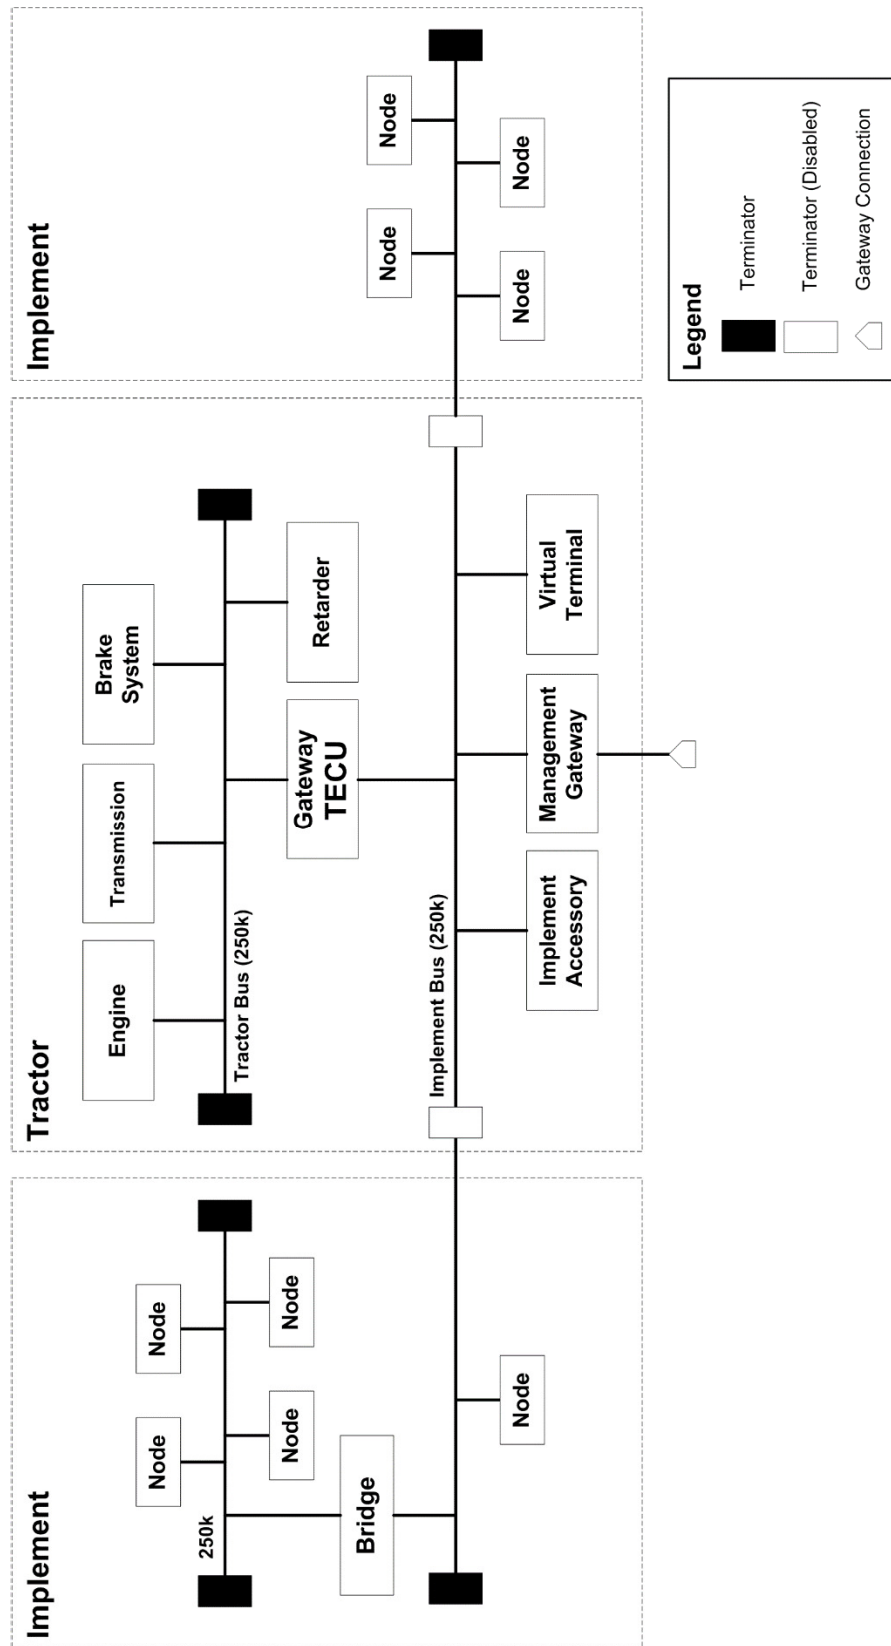 Implement
Node
Node
Node
Node
250k
Bridge
Node
Tractor
Engine
Transmission
Brake
System
Tractor Bus (250k)
Gateway
TECU
Retarder
Implement Bus (250k)
Implement
Accessory
Management
Gateway
Virtual
Terminal
Implement
Node
Node
Node
Node
Legend
Terminator
Terminator (Disabled)
Gateway Connection